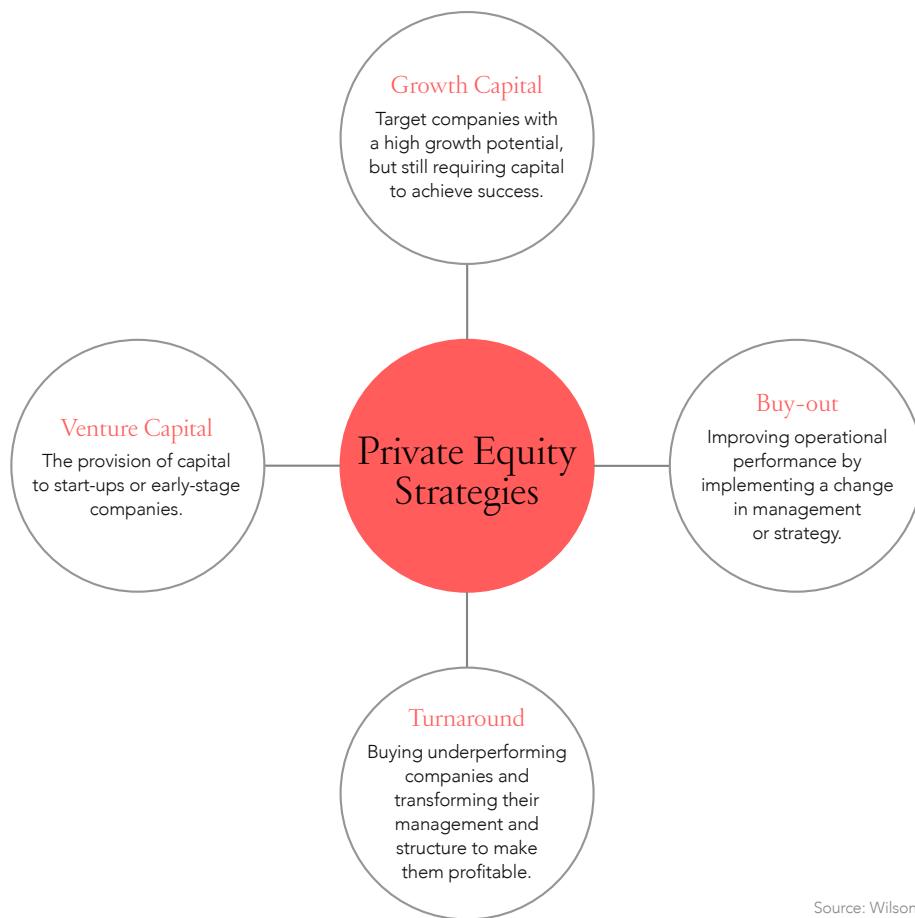 Growth Capital
Target companies with
a high growth potential,
but still requiring capital
to achieve success.
Venture Capital
The provision of capital
to start-ups or early-stage
companies.
Private Equity
Strategies
Buy-out
Improving operational
performance by
implementing a change
in management
or strategy.
Turnaround
Buying underperforming
companies and
transforming their
management and
structure to make
them profitable.
Source: Wilson